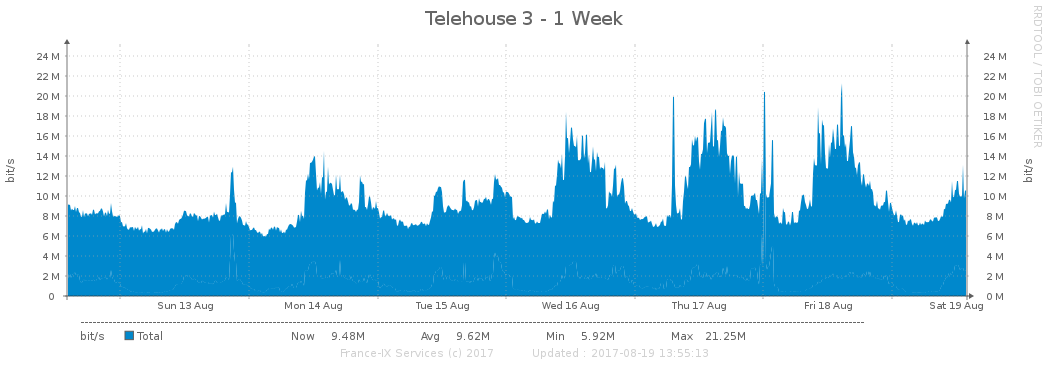 Telehouse 3 - 1 Week
RRDTOOL / TOBI OETIKER
bit/s
24 M 24 M
22 M 22 M
20 M 20 M
18 M 18 M
16 M 16 M
14 M 14 M
12 M 12 M
10 M 10 M
8 M 8 M
6 M 6 M
4 M 4 M
2 M 2 M
0 0 M
bit/s
Sun 13 Aug Mon 14 Aug Tue 15 Aug Wed 16 Aug Thu 17 Aug Fri 18 Aug Sat 19 Aug
bit/s Total Now 9.48M Avg 9.62M Min 5.92M Max 21.25M
France-IX Services (c) 2017 Updated : 2017-08-19 13:55:13